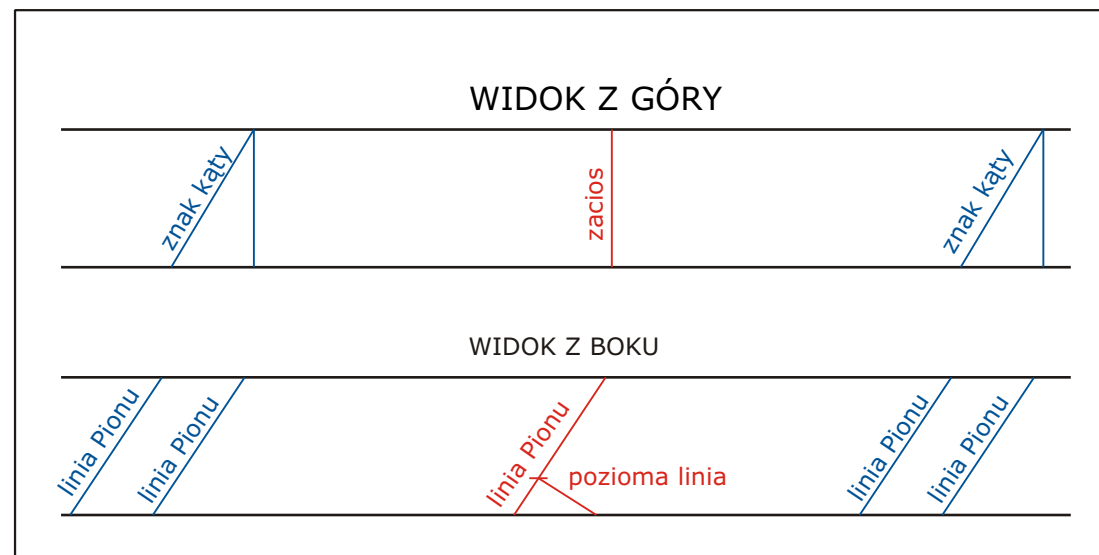 WIDOK Z GÓRY
znak kąty
zacios
znak kąty
WIDOK Z BOKU
linia Pionu
linia Pionu
linia Pionu
pozioma linia
linia Pionu
linia Pionu